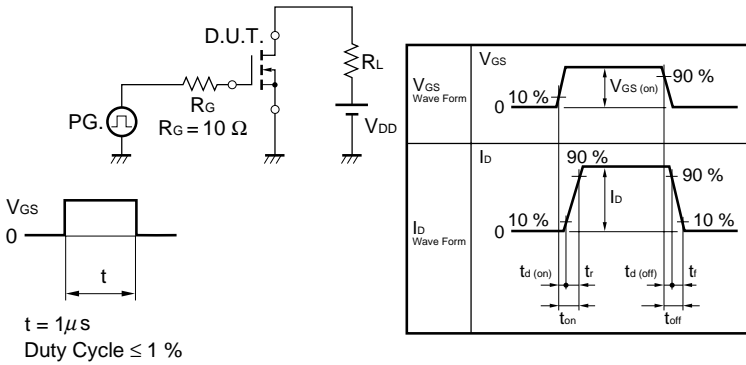 D.U.T.
RL
RG
PG.
RG = 10 Ω
VDD
VGS
0
t
t = 1μs
Duty Cycle ≤ 1 %
VGS
Wave Form
VGS
90 %
VGS (on)
10 %
0
ID
Wave Form
ID
90 %
90 %
ID
10 %
10 %
0
td (on)
tr
td (off)
tf
ton
toff